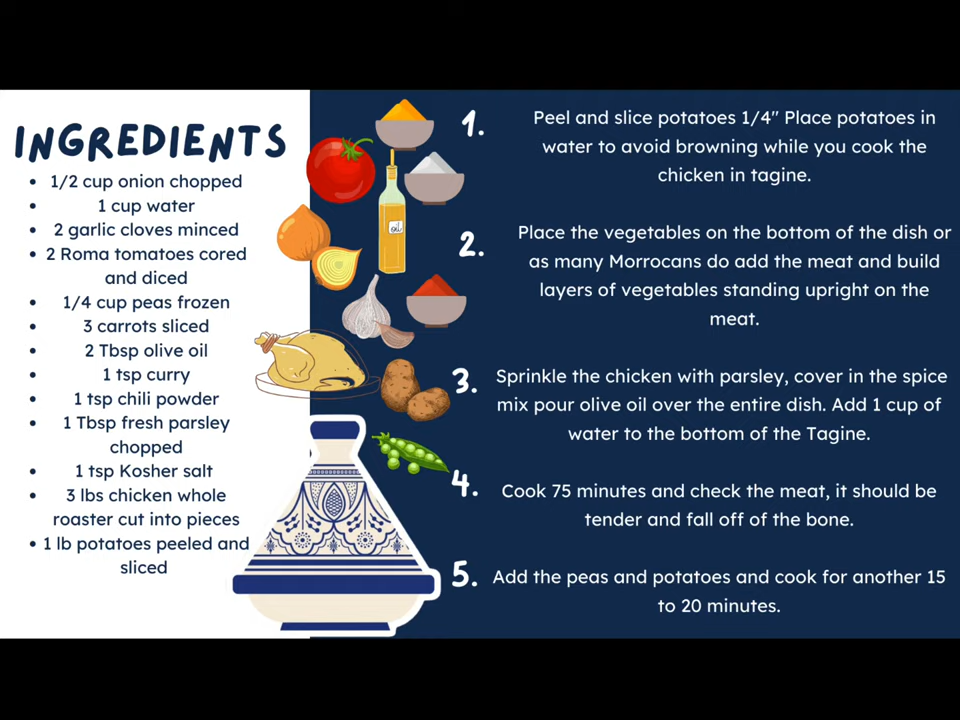 INGREDIENTS
• 1/2 cup onion chopped
• 1 cup water
• 2 garlic cloves minced
• 2 Roma tomatoes cored
and diced
• 1/4 cup peas frozen
• 3 carrots sliced
• 2 Tbsp olive oil
• 1 tsp curry
• 1 tsp chili powder
• 1 Tbsp fresh parsley
chopped
• 1 tsp Kosher salt
• 3 lbs chicken whole
roaster cut into pieces
• 1 lb potatoes peeled and
sliced
oil
1. Peel and slice potatoes 1/4" Place potatoes in
water to avoid browning while you cook the
chicken in tagine.
2. Place the vegetables on the bottom of the dish or
as many Morrocans do add the meat and build
layers of vegetables standing upright on the
meat.
3. Sprinkle the chicken with parsley, cover in the spice
mix pour olive oil over the entire dish. Add 1 cup of
water to the bottom of the Tagine.
4. Cook 75 minutes and check the meat, it should be
tender and fall off of the bone.
5. Add the peas and potatoes and cook for another 15
to 20 minutes.